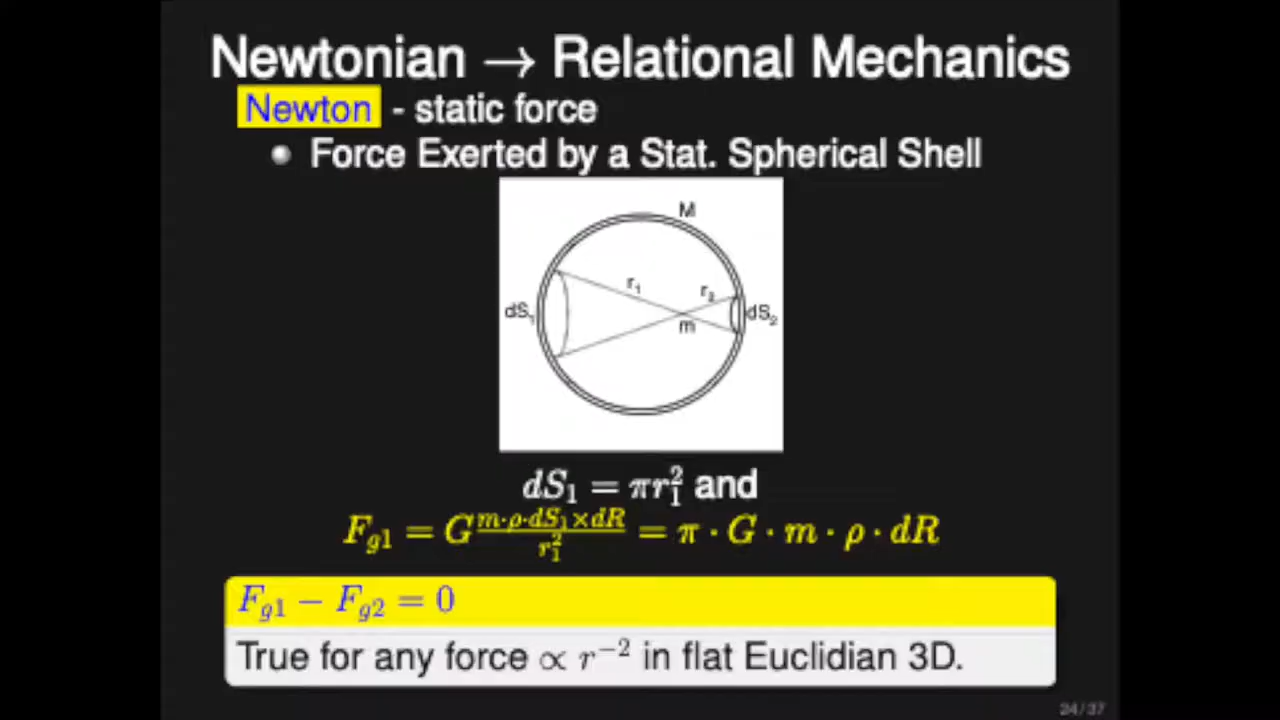 Newtonian → Relational Mechanics
Newton - static force
Force Exerted by a Stat. Spherical Shell
M
r₁ r₂
dS₁ dS₂
m
dS₁ = πr₁² and
F_g1 = G (m·ρ·dS₁×dR)/r₁² = π · G · m · ρ · dR
F_g1 − F_g2 = 0
True for any force ∝ r⁻² in flat Euclidian 3D.
24/37